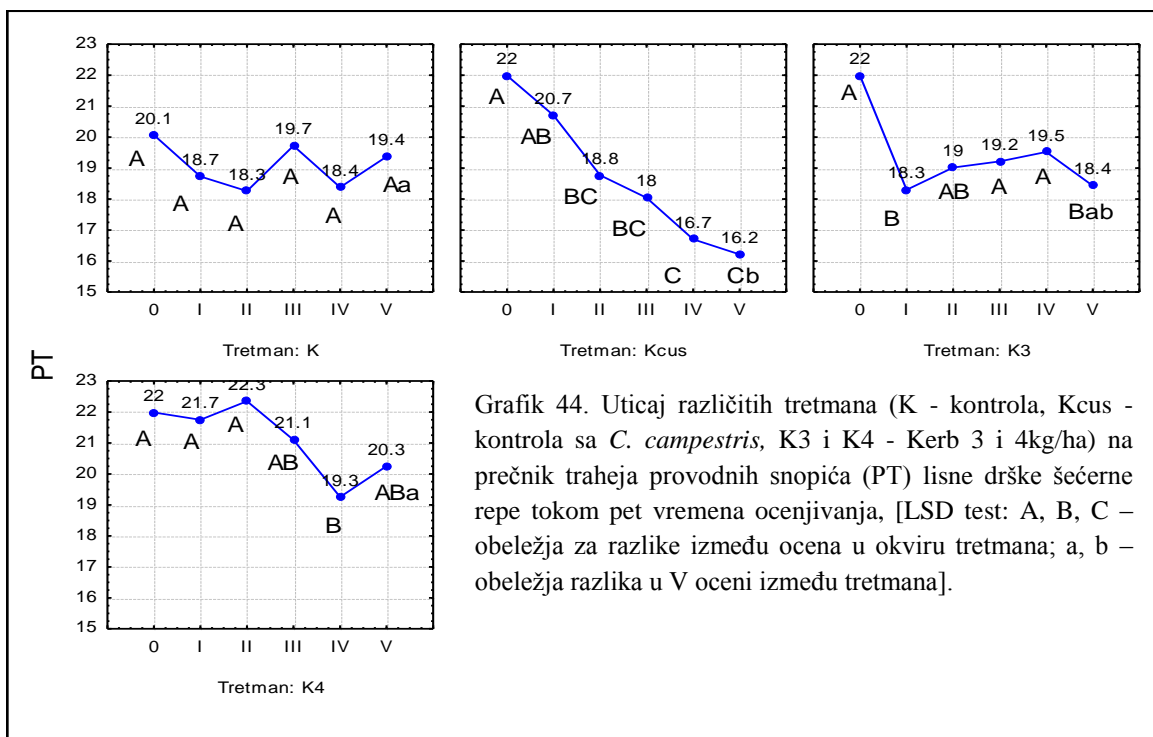 23
22
21
20
19
18
17
16
15
20.1
18.7
18.3
19.7
18.4
19.4
A
A
A
A
A
Aa
0 I II III IV V
Tretman: K
22
20.7
18.8
18
16.7
16.2
A
AB
BC
BC
C
Cb
0 I II III IV V
Tretman: Kcus
22
18.3
19
19.2
19.5
18.4
A
B
AB
A
A
Bab
0 I II III IV V
Tretman: K3
PT
23
22
21
20
19
18
17
16
15
22
21.7
22.3
21.1
19.3
20.3
A
A
A
AB
B
ABa
0 I II III IV V
Tretman: K4
Grafik 44. Uticaj različitih tretmana (K - kontrola, Kcus -
kontrola sa C. campestris, K3 i K4 - Kerb 3 i 4kg/ha) na
prečnik traheja provodnih snopića (PT) lisne drške šećerne
repe tokom pet vremena ocenjivanja, [LSD test: A, B, C –
obeležja za razlike između ocena u okviru tretmana; a, b –
obeležja razlika u V oceni između tretmana].